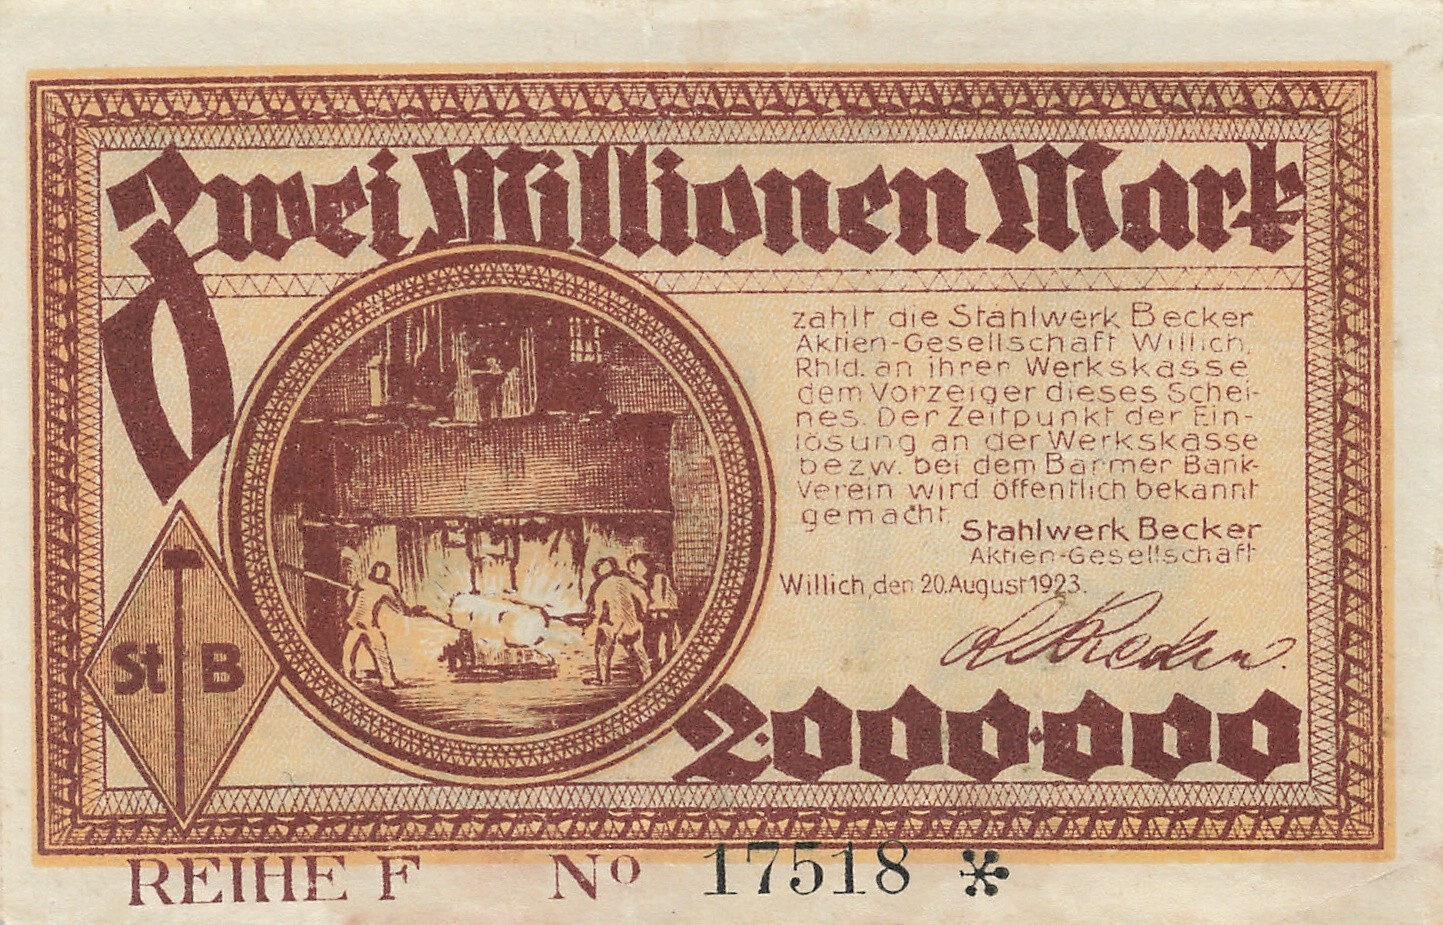 Zwei Millionen Mark
zahlt die Stahlwerk Becker
Aktien-Gesellschaft Willich,
Rhld. an ihrer Werkskasse
dem Vorzeiger dieses Schei-
nes. Der Zeitpunkt der Ein-
lösung an der Werkskasse
bezw. bei dem Barmer Bank-
Verein wird öffentlich bekannt
gemacht.
Stahlwerk Becker
Aktien-Gesellschaft
Willich, den 20. August 1923.
St B
2·000·000
REIHE F No 17518 *